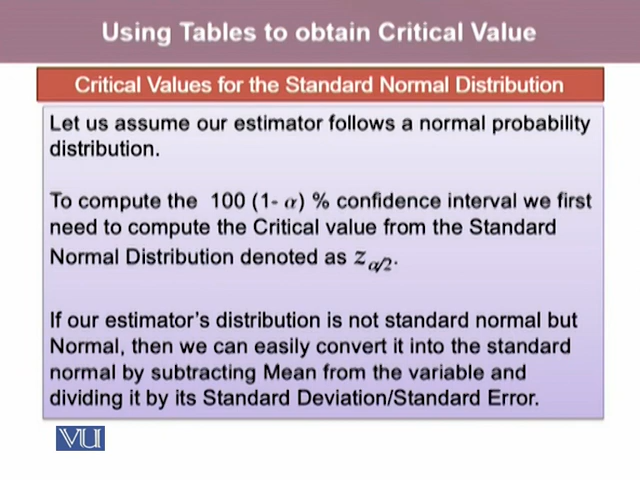 Using Tables to obtain Critical Value
Critical Values for the Standard Normal Distribution
Let us assume our estimator follows a normal probability
distribution.
To compute the 100 (1- α) % confidence interval we first
need to compute the Critical value from the Standard
Normal Distribution denoted as z α/2.
If our estimator's distribution is not standard normal but
Normal, then we can easily convert it into the standard
normal by subtracting Mean from the variable and
dividing it by its Standard Deviation/Standard Error.
VU